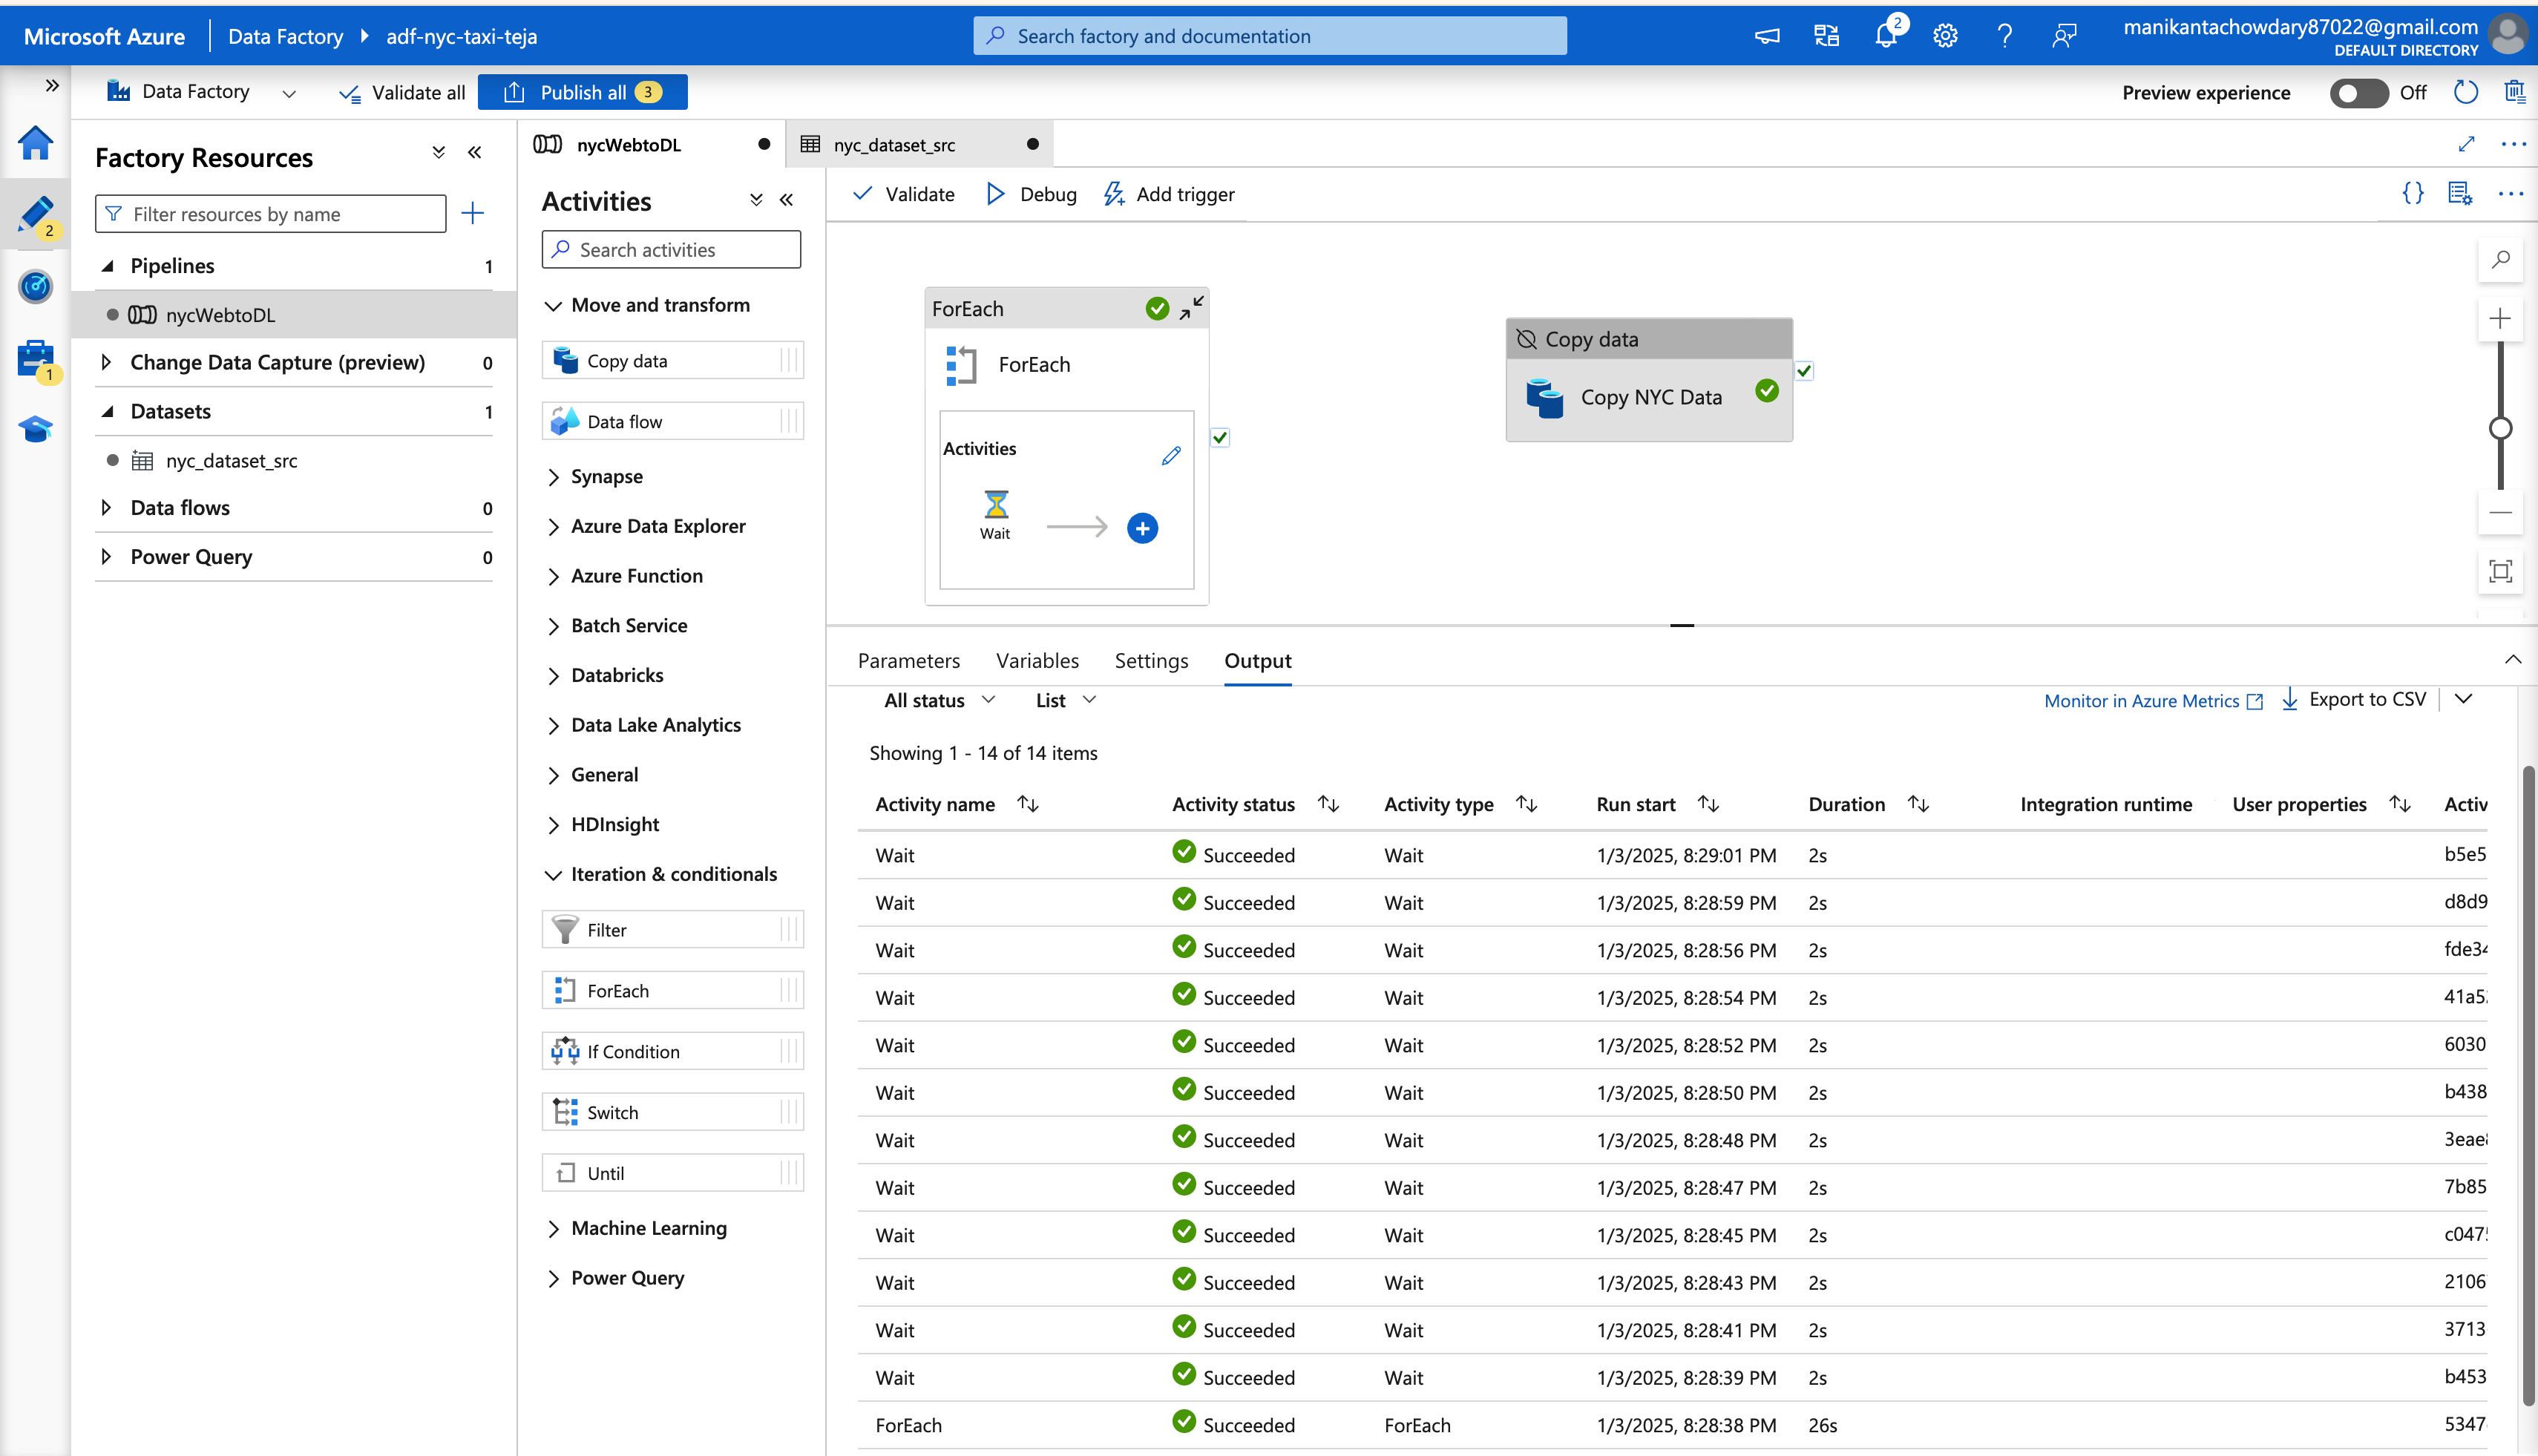 Microsoft Azure
Data Factory
adf-nyc-taxi-teja
Search factory and documentation
2
manikantachowdary87022@gmail.com
DEFAULT DIRECTORY
Data Factory
Validate all
Publish all 3
Preview experience
Off
2
1
Factory Resources
Filter resources by name
Pipelines 1
nycWebtoDL
Change Data Capture (preview) 0
Datasets 1
nyc_dataset_src
Data flows 0
Power Query 0
nycWebtoDL
nyc_dataset_src
Activities
Search activities
Move and transform
Copy data
Data flow
Synapse
Azure Data Explorer
Azure Function
Batch Service
Databricks
Data Lake Analytics
General
HDInsight
Iteration & conditionals
Filter
ForEach
If Condition
Switch
Until
Machine Learning
Power Query
Validate
Debug
Add trigger
{}
ForEach
ForEach
Activities
Wait
Copy data
Copy NYC Data
Parameters Variables Settings Output
All status List
Monitor in Azure Metrics Export to CSV
Showing 1 - 14 of 14 items
Activity name Activity status Activity type Run start Duration Integration runtime User properties Activ
Wait Succeeded Wait 1/3/2025, 8:29:01 PM 2s b5e5
Wait Succeeded Wait 1/3/2025, 8:28:59 PM 2s d8d9
Wait Succeeded Wait 1/3/2025, 8:28:56 PM 2s fde34
Wait Succeeded Wait 1/3/2025, 8:28:54 PM 2s 41a5
Wait Succeeded Wait 1/3/2025, 8:28:52 PM 2s 6030
Wait Succeeded Wait 1/3/2025, 8:28:50 PM 2s b438
Wait Succeeded Wait 1/3/2025, 8:28:48 PM 2s 3eae
Wait Succeeded Wait 1/3/2025, 8:28:47 PM 2s 7b85
Wait Succeeded Wait 1/3/2025, 8:28:45 PM 2s c047
Wait Succeeded Wait 1/3/2025, 8:28:43 PM 2s 2106
Wait Succeeded Wait 1/3/2025, 8:28:41 PM 2s 3713
Wait Succeeded Wait 1/3/2025, 8:28:39 PM 2s b453
ForEach Succeeded ForEach 1/3/2025, 8:28:38 PM 26s 5347